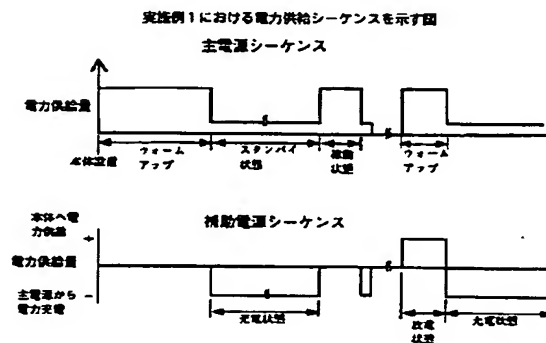 実施例1における電力供給シーケンスを示す図
主電源シーケンス
電力供給量
本体設置
ウォーム
アップ
スタンバイ
状態
稼動
状態
ウォーム
アップ
補助電源シーケンス
本体へ電
力供給
電力供給量
主電源から
電力充電
充電状態
放電
状態
充電状態